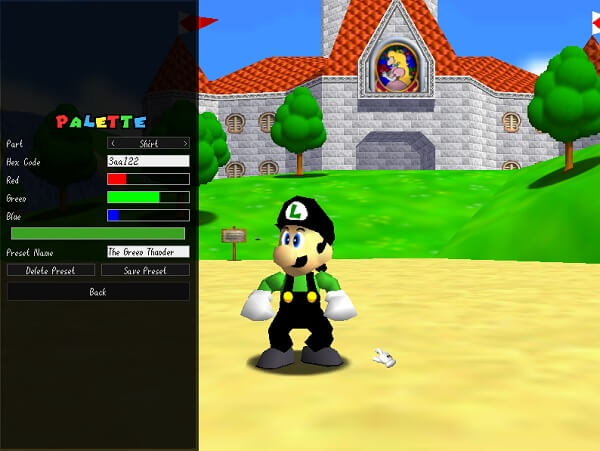 PALETTE
Part < Shirt >
Hex Code 3aa122
Red
Green
Blue
Preset Name The Green Thunder
Delete Preset Save Preset
Back
L